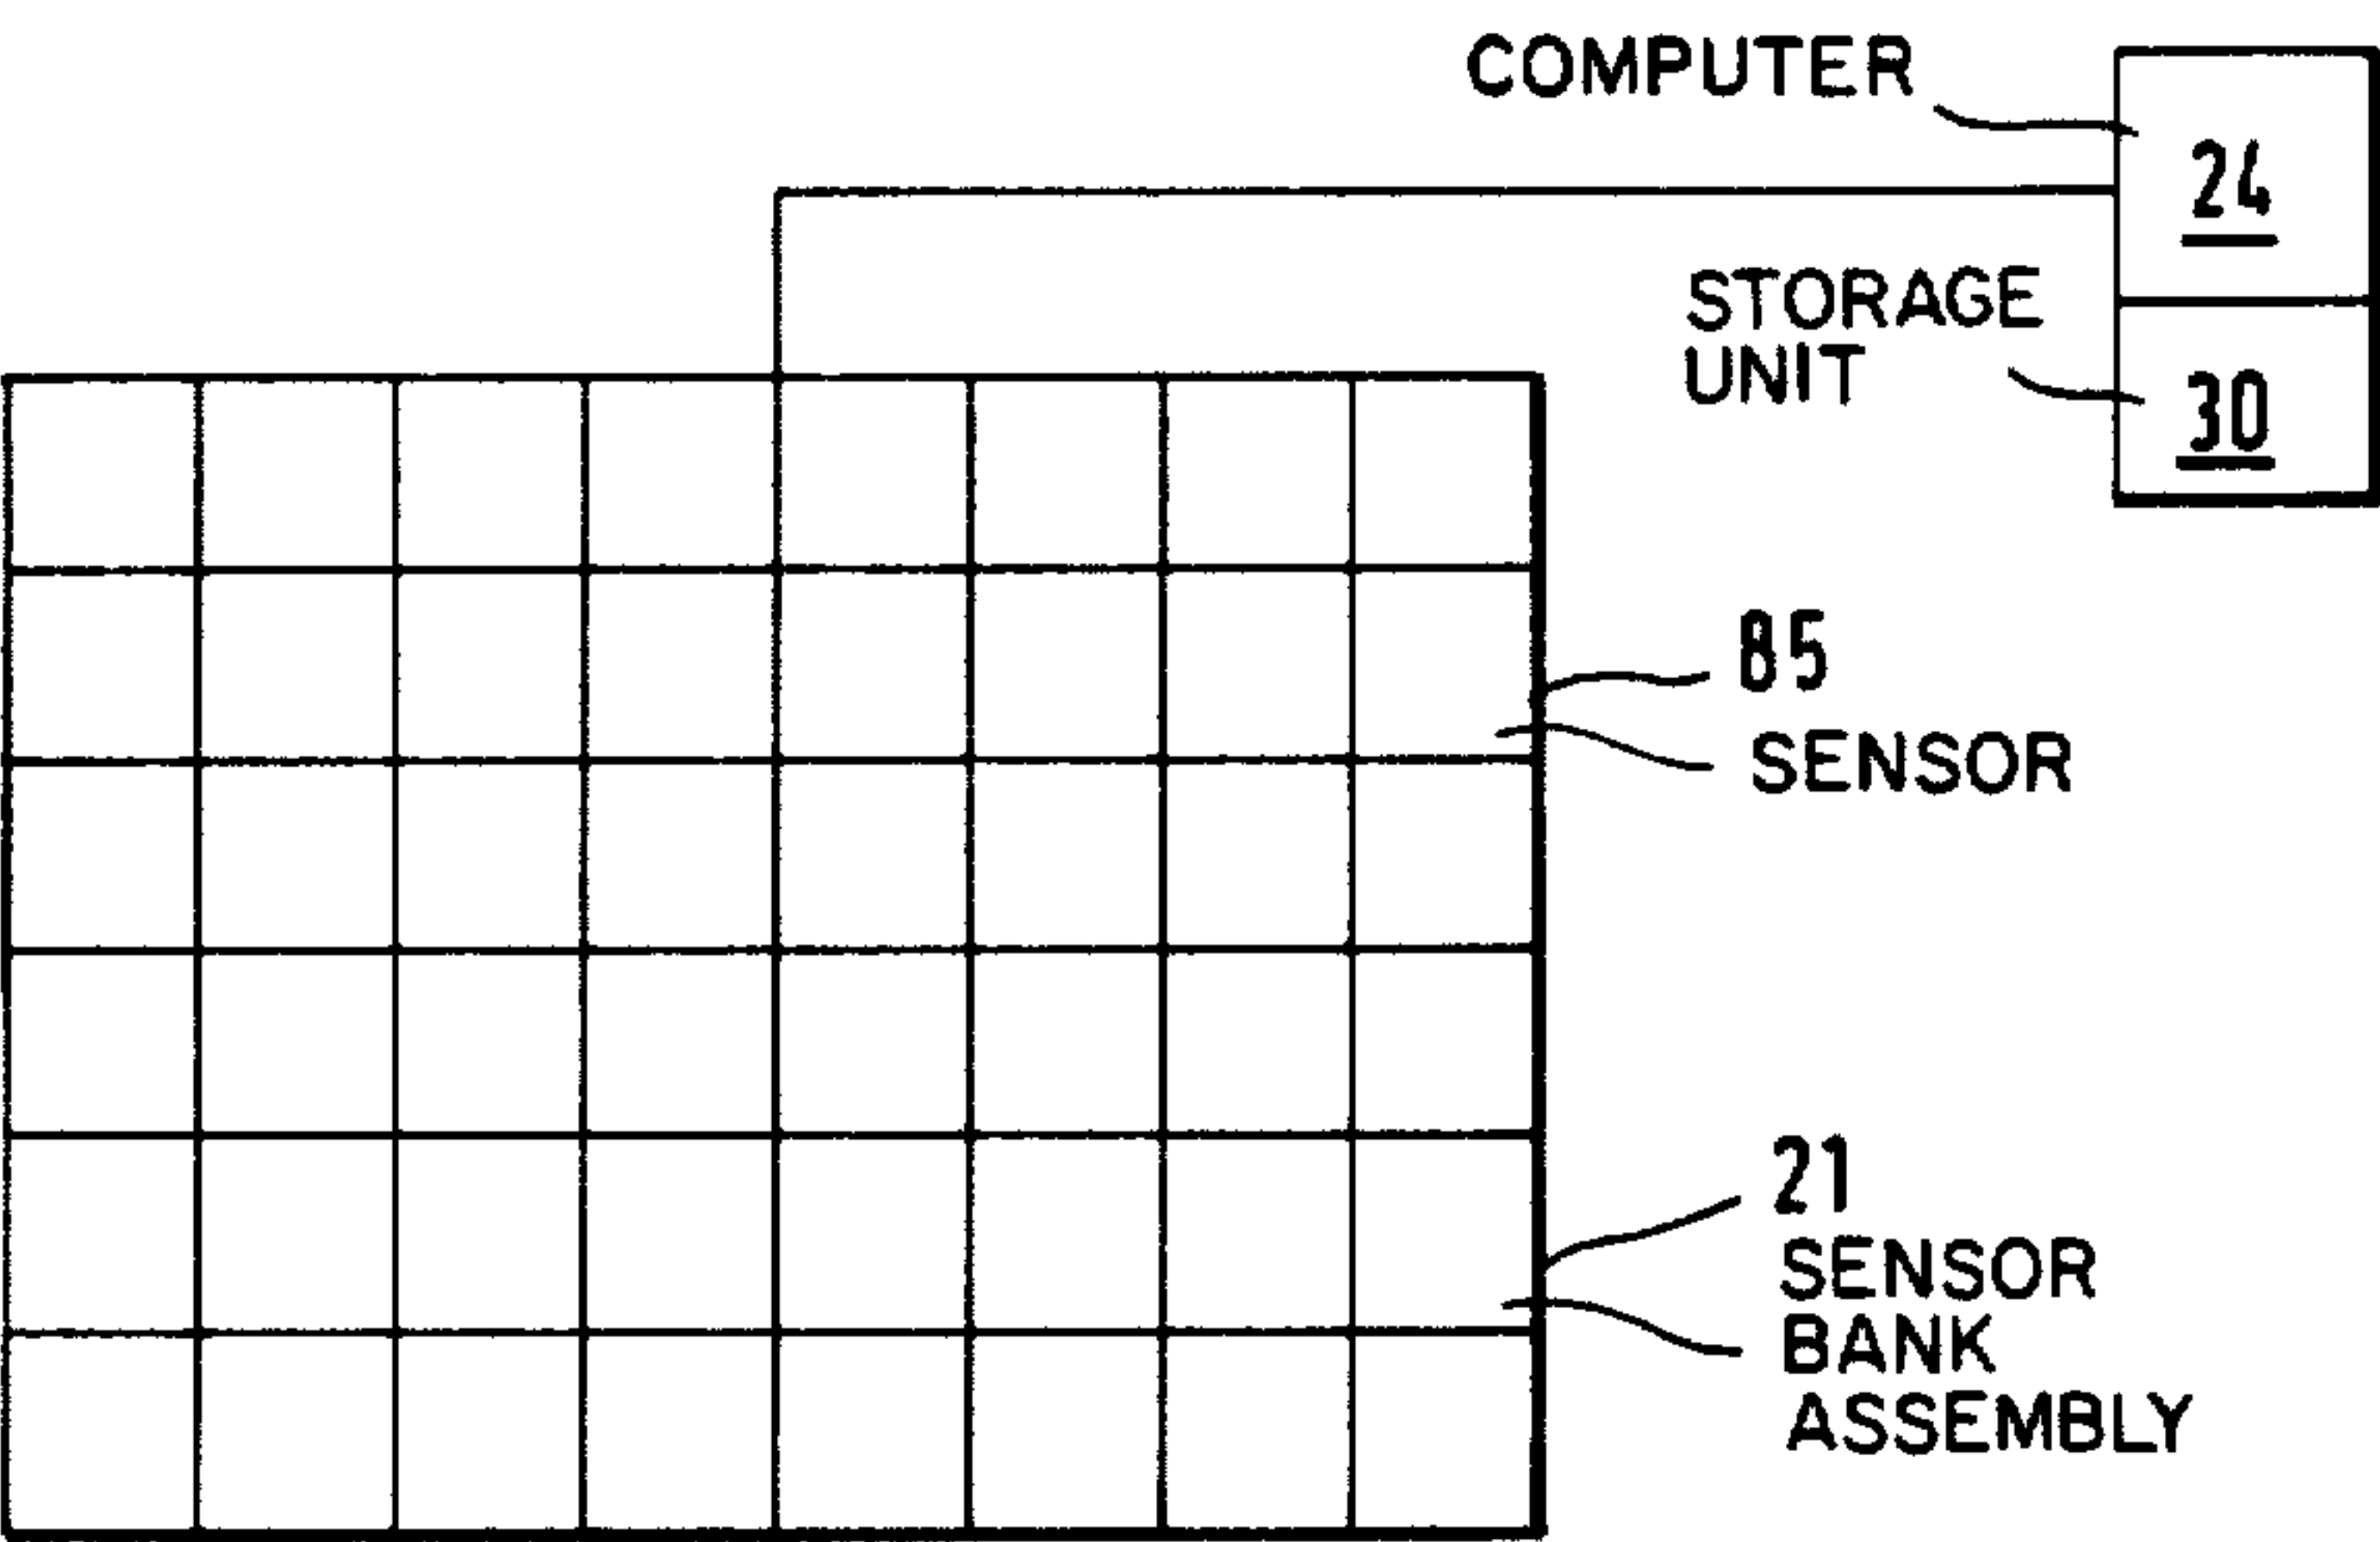 COMPUTER
24
STORAGE
UNIT
30
85
SENSOR
21
SENSOR
BANK
ASSEMBLY